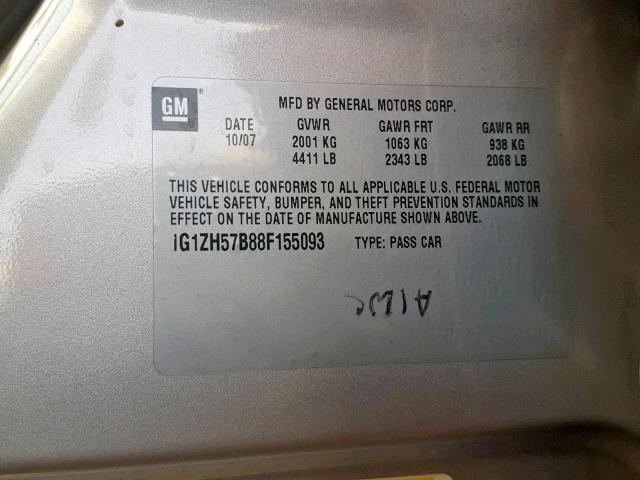 GM ®
MFD BY GENERAL MOTORS CORP.
DATE GVWR GAWR FRT GAWR RR
10/07 2001 KG 1063 KG 938 KG
4411 LB 2343 LB 2068 LB
THIS VEHICLE CONFORMS TO ALL APPLICABLE U.S. FEDERAL MOTOR
VEHICLE SAFETY, BUMPER, AND THEFT PREVENTION STANDARDS IN
EFFECT ON THE DATE OF MANUFACTURE SHOWN ABOVE.
1G1ZH57B88F155093 TYPE: PASS CAR